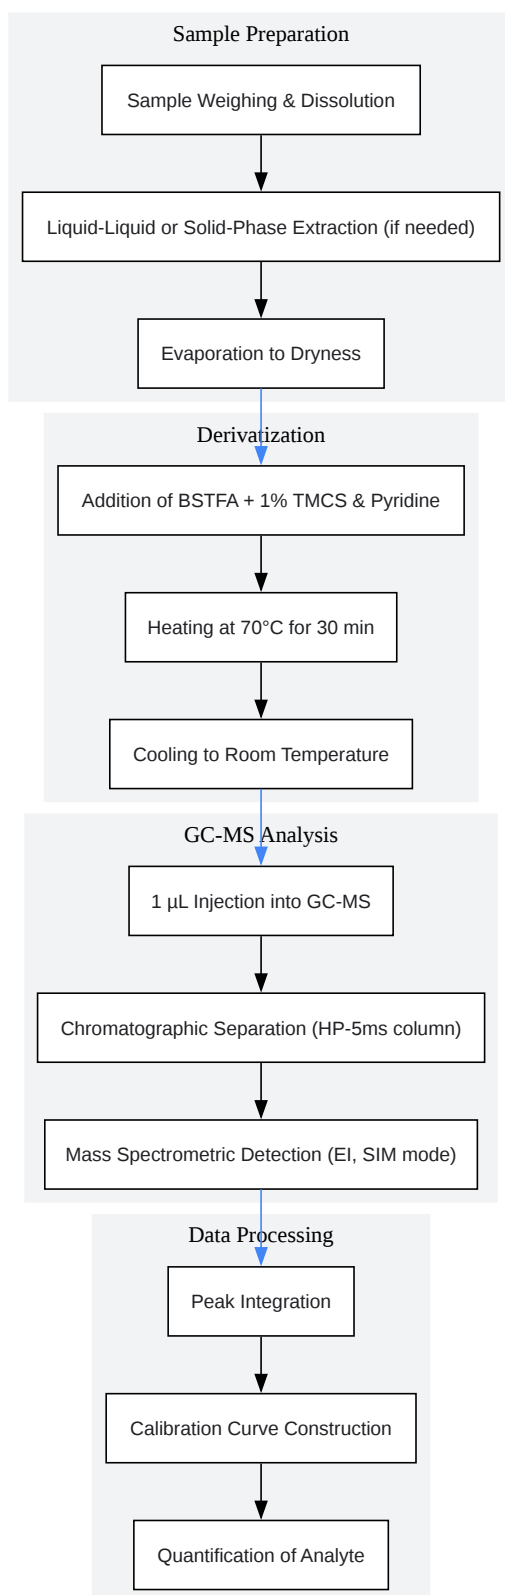 Sample Preparation
Sample Weighing & Dissolution
Liquid-Liquid or Solid-Phase Extraction (if needed)
Evaporation to Dryness
Derivatization
Addition of BSTFA + 1% TMCS & Pyridine
Heating at 70°C for 30 min
Cooling to Room Temperature
GC-MS Analysis
1 µL Injection into GC-MS
Chromatographic Separation (HP-5ms column)
Mass Spectrometric Detection (EI, SIM mode)
Data Processing
Peak Integration
Calibration Curve Construction
Quantification of Analyte